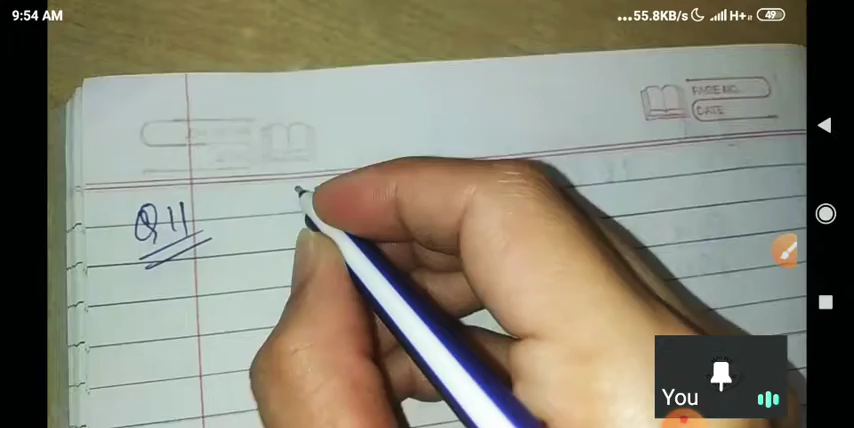 9:54 AM
...55.8KB/s H+ 49
PAGE NO.
DATE
Q11
You